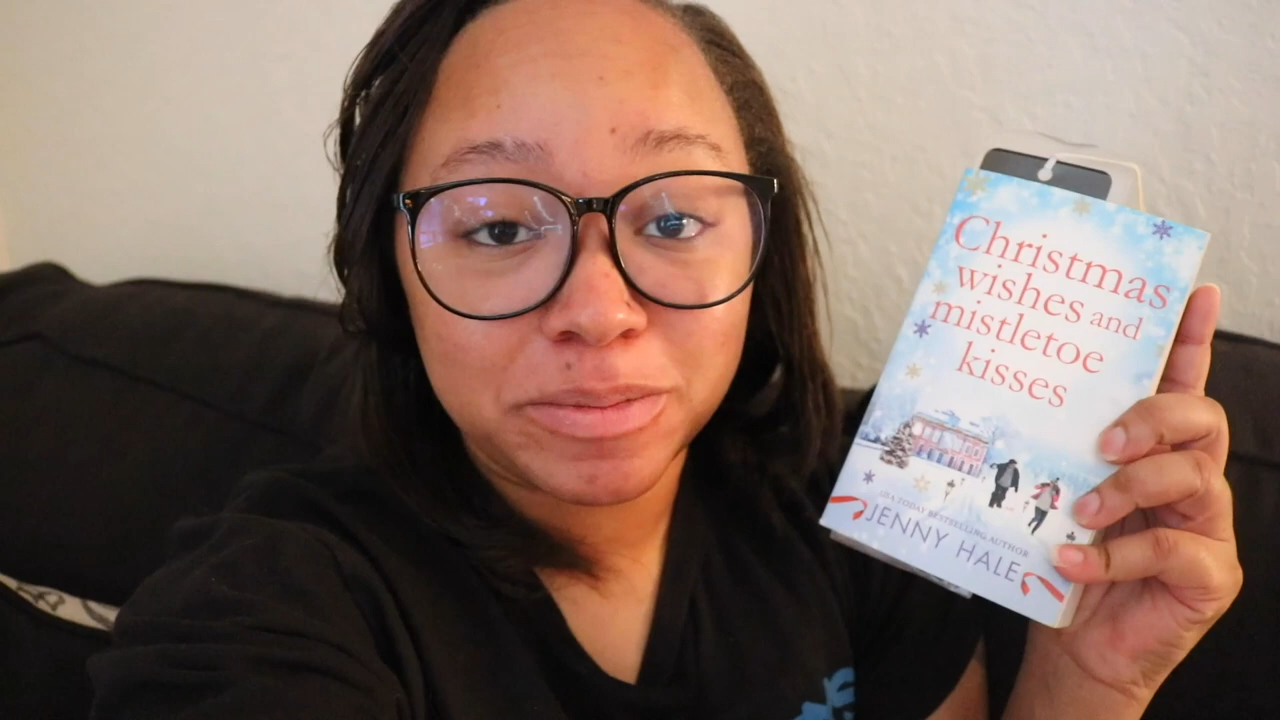 Christmas
wishes and
mistletoe
kisses
USA TODAY BESTSELLING AUTHOR
JENNY HALE